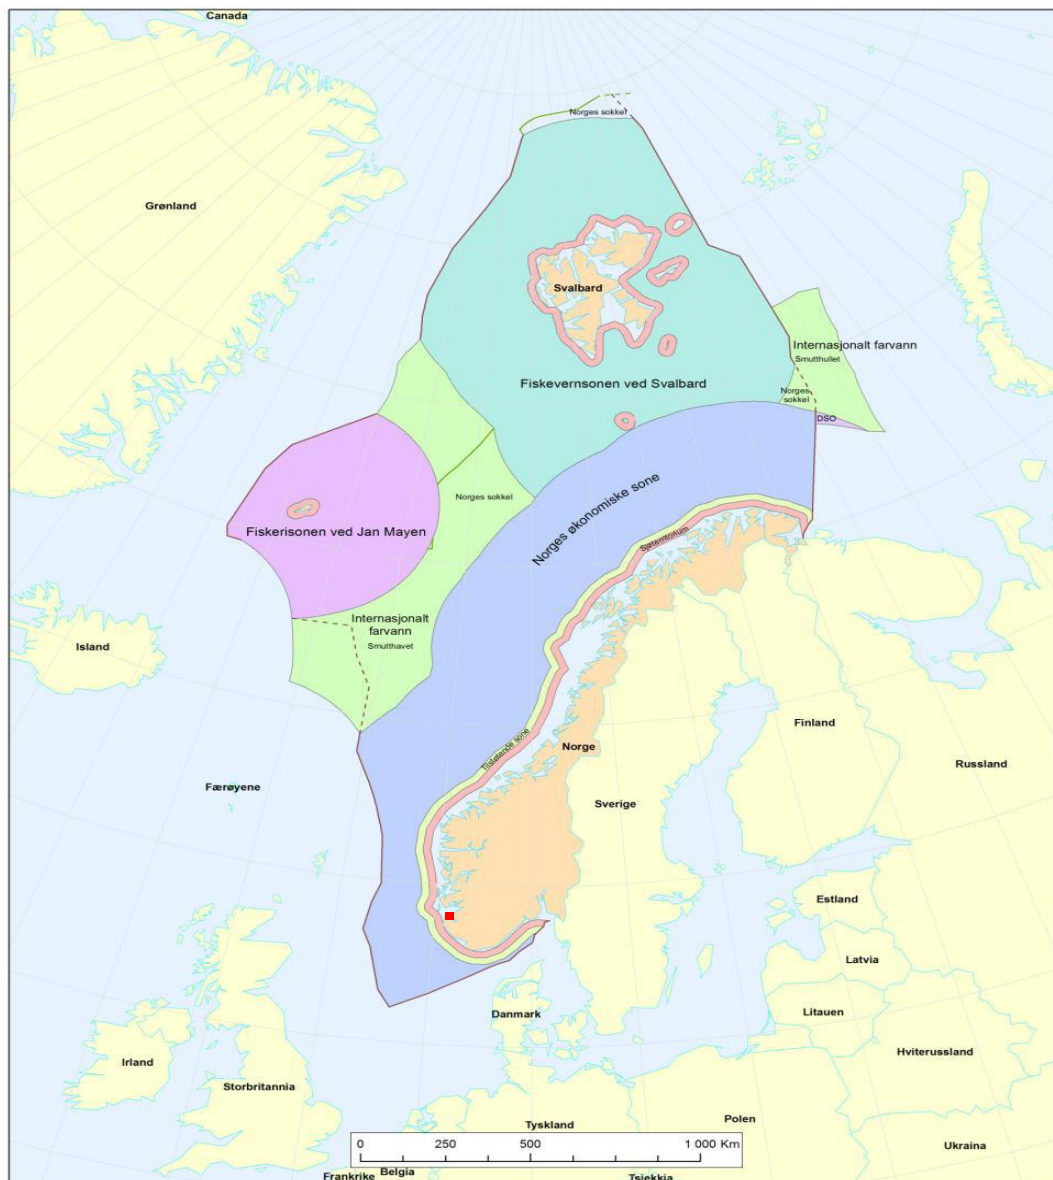 Canada
Norges sokkel
Grønland
Svalbard
Internasjonalt farvann
Smutthullet
Fiskevernsonen ved Svalbard
Norges
sokkel
DSO
Norges økonomiske sone
Norges sokkel
Fiskerisonen ved Jan Mayen
Sjøterritorium
Internasjonalt
farvann
Smutthavet
Island
Finland
Tilstøtende sone
Norge
Russland
Færøyene
Sverige
Estland
Latvia
Danmark
Litauen
Hviterussland
Irland
Storbritannia
Polen
Tyskland
0 250 500 1 000 Km
Ukraina
Belgia
Frankrike
Tsjekkia